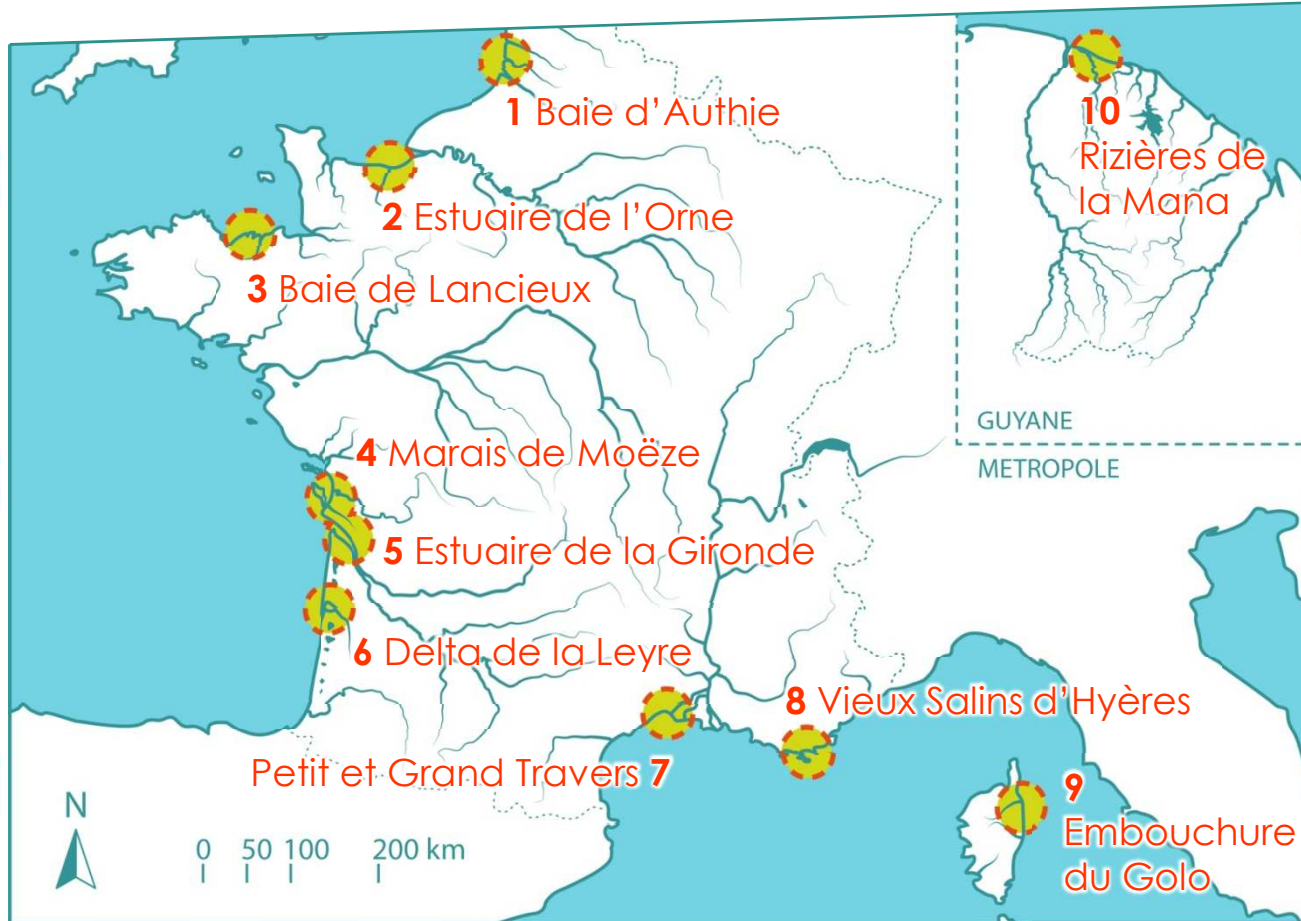 1 Baie d'Authie
10
Rizières de
la Mana
2 Estuaire de l'Orne
3 Baie de Lancieux
GUYANE
METROPOLE
4 Marais de Moëze
5 Estuaire de la Gironde
6 Delta de la Leyre
8 Vieux Salins d'Hyères
Petit et Grand Travers 7
9
Embouchure
du Golo
N
0 50 100 200 km